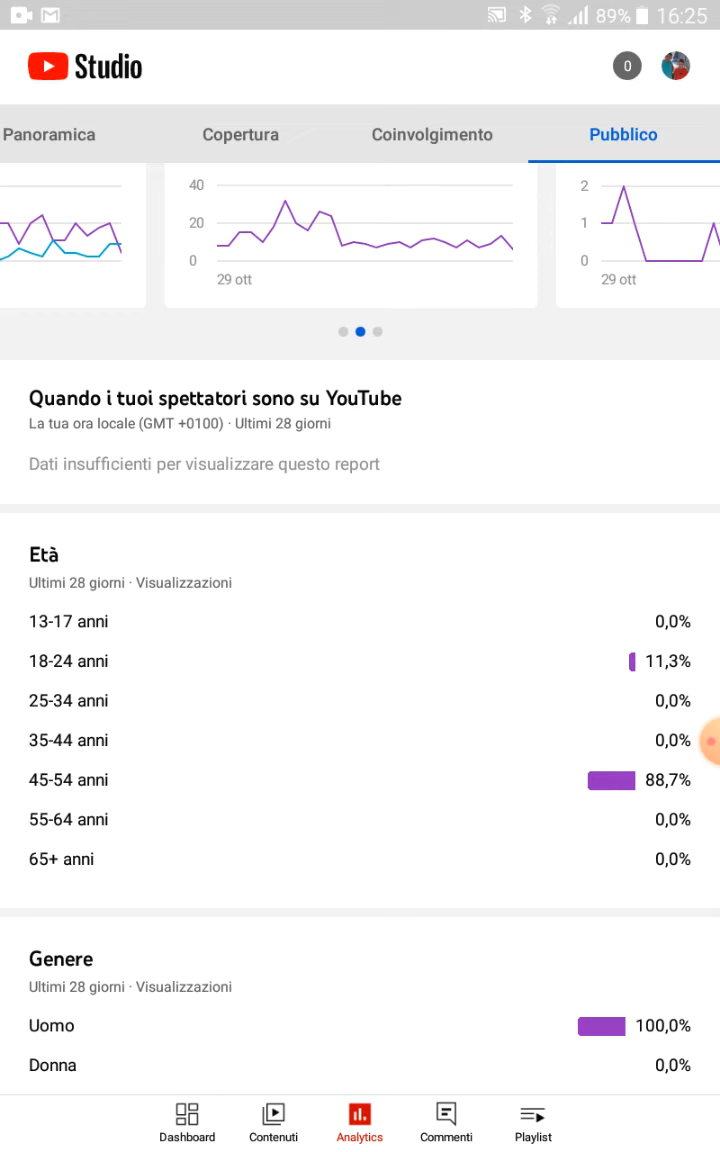 89% 16:25
Studio
0
Panoramica Copertura Coinvolgimento Pubblico
40 2
20 1
0 0
29 ott 29 ott
Quando i tuoi spettatori sono su YouTube
La tua ora locale (GMT +0100) · Ultimi 28 giorni
Dati insufficienti per visualizzare questo report
Età
Ultimi 28 giorni · Visualizzazioni
13-17 anni 0,0%
18-24 anni 11,3%
25-34 anni 0,0%
35-44 anni 0,0%
45-54 anni 88,7%
55-64 anni 0,0%
65+ anni 0,0%
Genere
Ultimi 28 giorni · Visualizzazioni
Uomo 100,0%
Donna 0,0%
Dashboard Contenuti Analytics Commenti Playlist